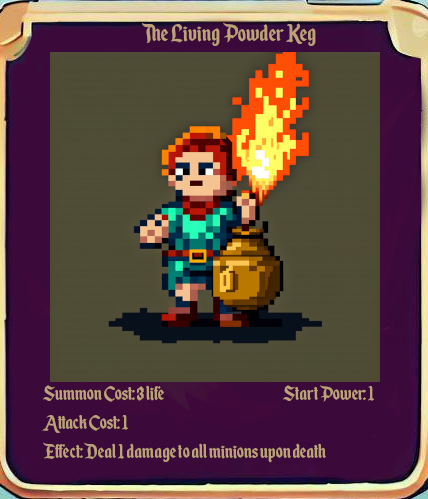 The Living Powder Keg
Summon Cost: 3 life Start Power: 1
Attack Cost: 1
Effect: Deal 1 damage to all minions upon death